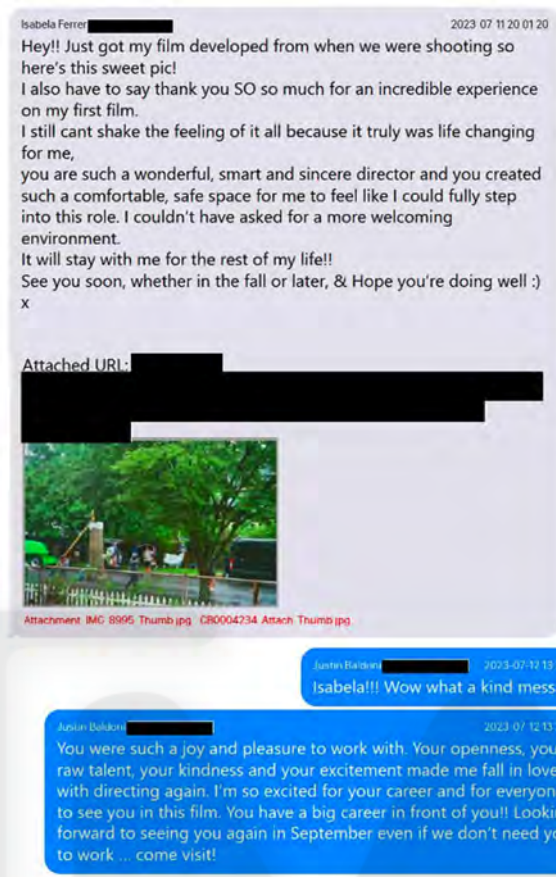 Isabela Ferrer
2023 07 11 20 01 20
Hey!! Just got my film developed from when we were shooting so
here's this sweet pic!
I also have to say thank you SO so much for an incredible experience
on my first film.
I still cant shake the feeling of it all because it truly was life changing
for me,
you are such a wonderful, smart and sincere director and you created
such a comfortable, safe space for me to feel like I could fully step
into this role. I couldn't have asked for a more welcoming
environment.
It will stay with me for the rest of my life!!
See you soon, whether in the fall or later, & Hope you're doing well :)
x
Attached URL:
Attachment IMG 8995 Thumb jpg CB0004234 Attach Thumb jpg
Justin Baldoni
2023-07-12 13
Isabela!!! Wow what a kind mess
Justin Baldoni
2023 07 12 13
You were such a joy and pleasure to work with. Your openness, you
raw talent, your kindness and your excitement made me fall in love
with directing again. I'm so excited for your career and for everyon
to see you in this film. You have a big career in front of you!! Lookin
forward to seeing you again in September even if we don't need yo
to work ... come visit!